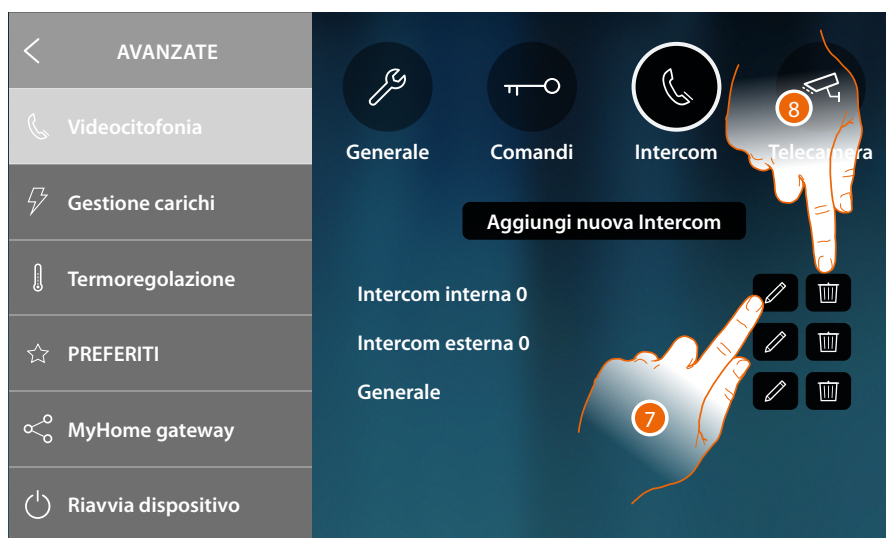 AVANZATE
Videocitofonia
Gestione carichi
Termoregolazione
PREFERITI
MyHome gateway
Riavvia dispositivo
Generale
Comandi
Intercom
Telecamera
8
Aggiungi nuova Intercom
Intercom interna 0
Intercom esterna 0
Generale
7